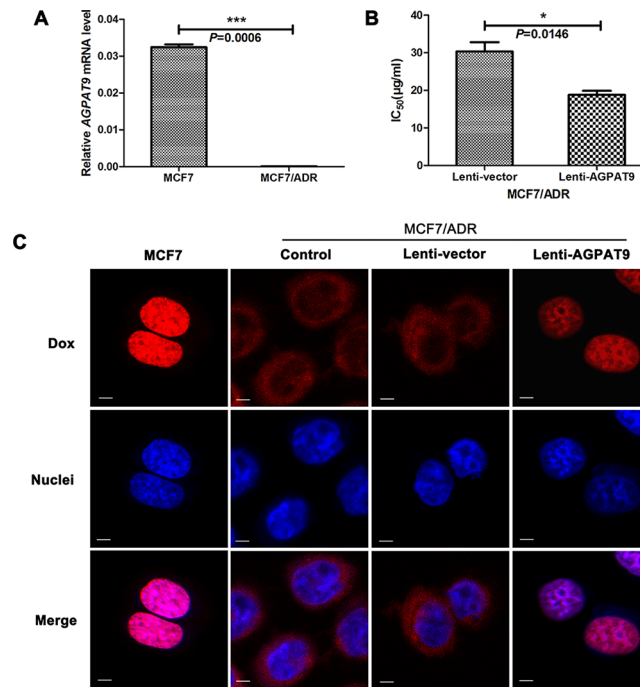 A
Relative AGPAT9 mRNA level
0.04
0.03
0.02
0.01
0.00
***
P=0.0006
MCF7
MCF7/ADR
B
IC50(μg/ml)
40
30
20
10
0
*
P=0.0146
Lenti-vector
Lenti-AGPAT9
MCF7/ADR
C
MCF7/ADR
MCF7
Control
Lenti-vector
Lenti-AGPAT9
Dox
Nuclei
Merge